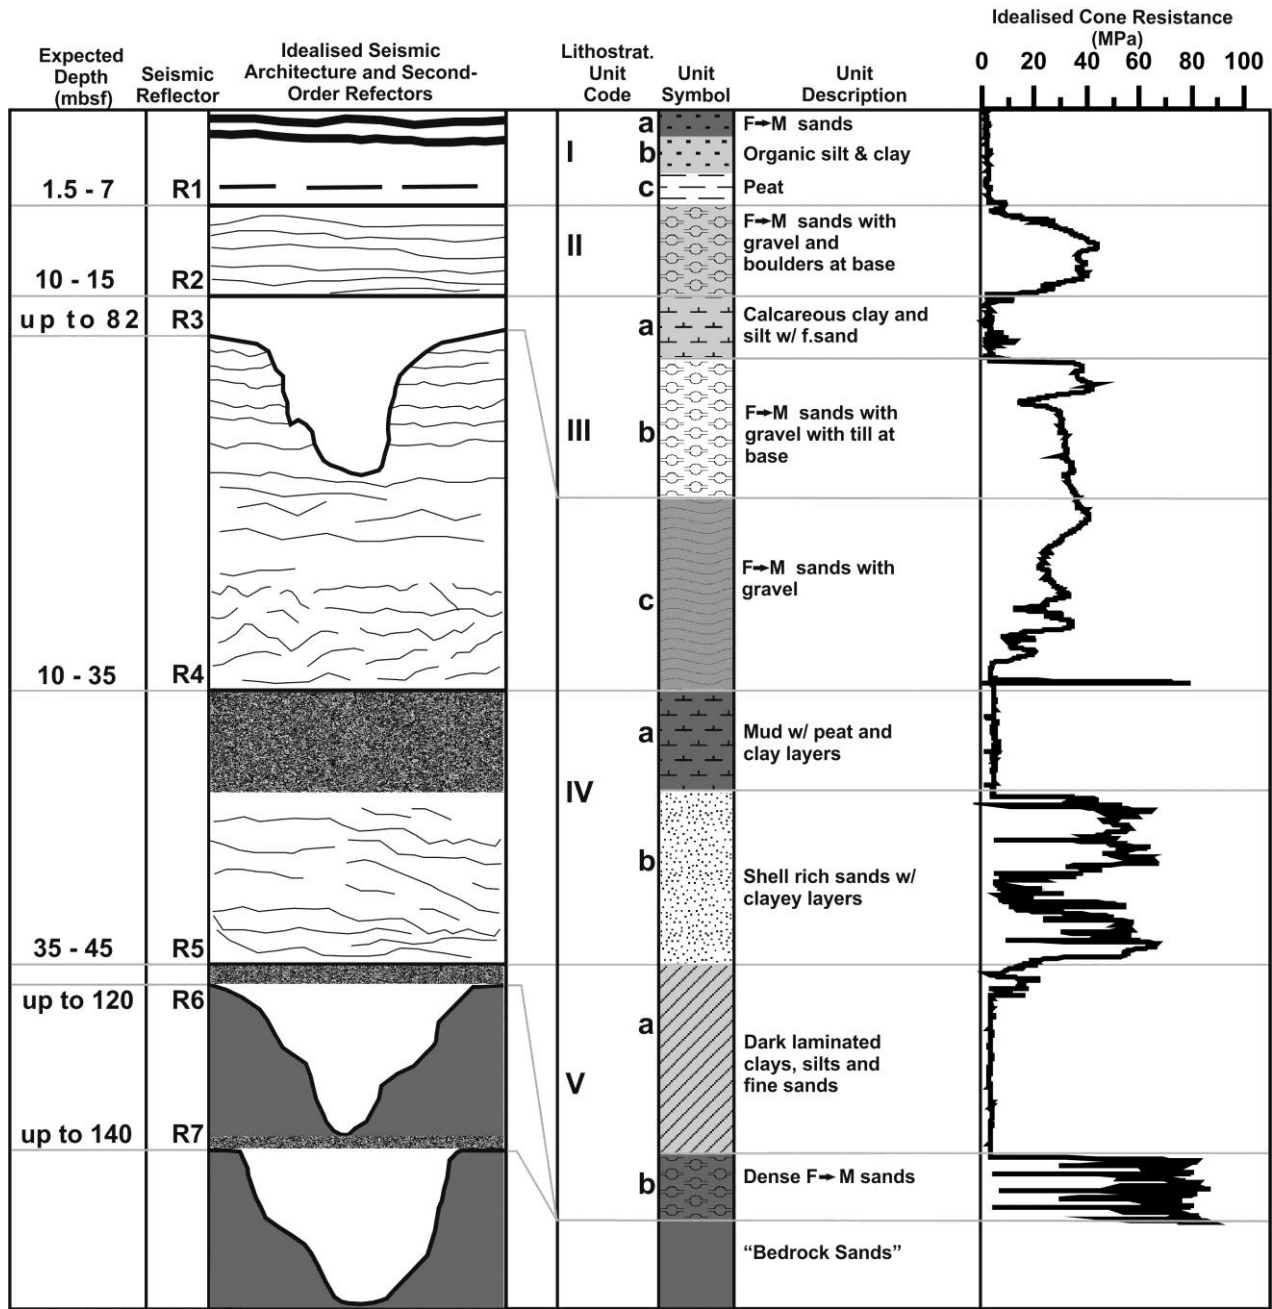 Idealised Cone Resistance
(MPa)
0 20 40 60 80 100
Expected
Depth
(mbsf)
Seismic
Reflector
Idealised Seismic
Architecture and Second-
Order Refectors
Lithostrat.
Unit
Code
Unit
Symbol
Unit
Description
1.5 - 7
R1
I
a
F➞M sands
b
Organic silt & clay
c
Peat
10 - 15
R2
II
F➞M sands with
gravel and
boulders at base
up to 82
R3
III
a
Calcareous clay and
silt w/ f.sand
b
F➞M sands with
gravel with till at
base
10 - 35
R4
c
F➞M sands with
gravel
IV
a
Mud w/ peat and
clay layers
35 - 45
R5
b
Shell rich sands w/
clayey layers
up to 120
R6
up to 140
R7
V
a
Dark laminated
clays, silts and
fine sands
b
Dense F➞M sands
“Bedrock Sands”